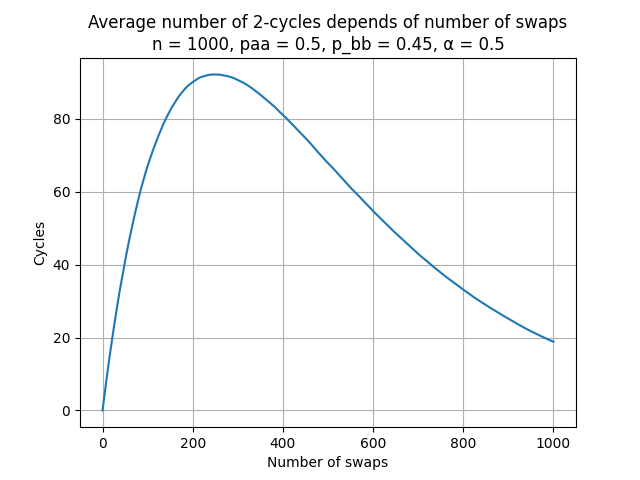 Average number of 2-cycles depends of number of swaps
n = 1000, paa = 0.5, p_bb = 0.45, α = 0.5
80
60
40
20
0
Cycles
0 200 400 600 800 1000
Number of swaps